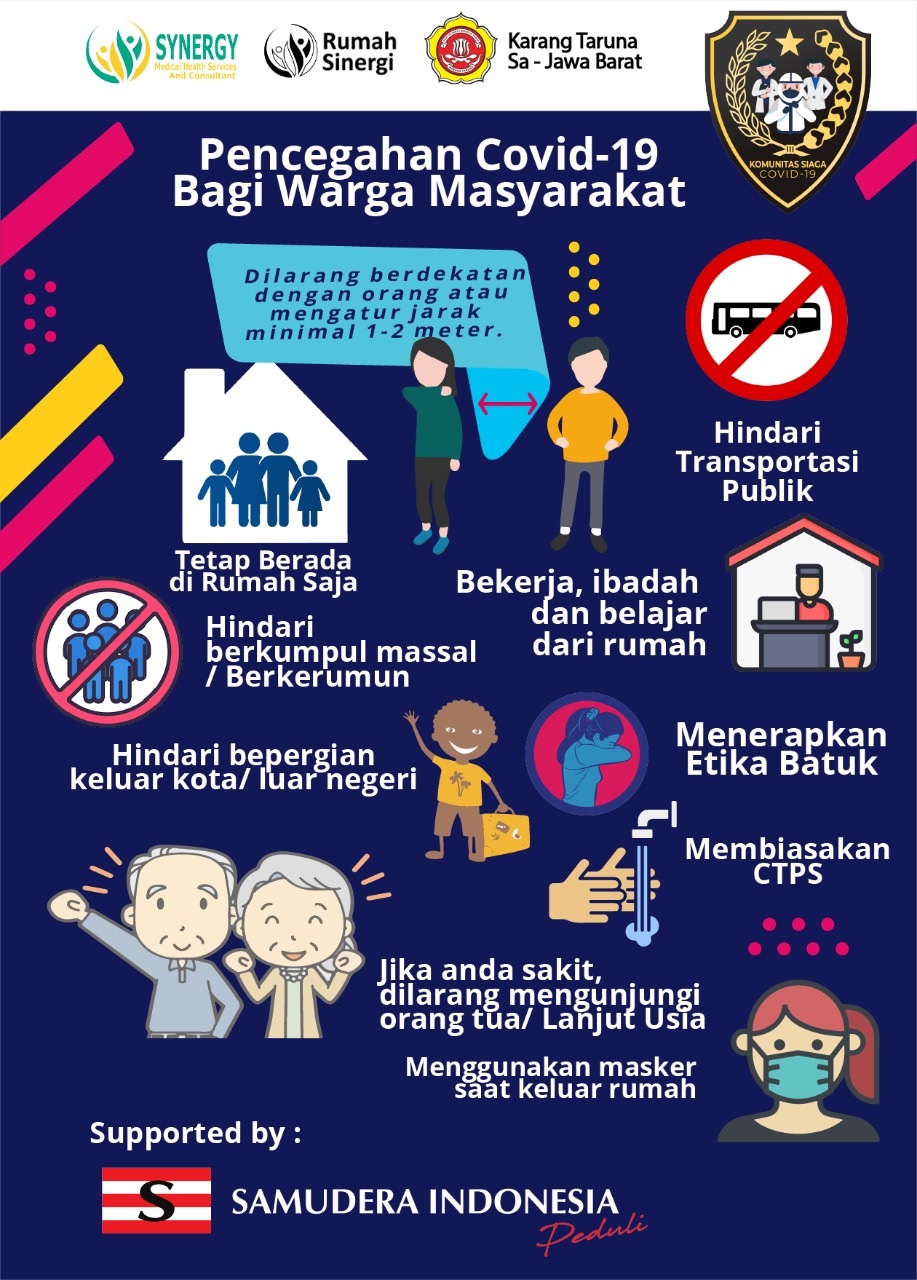 SYNERGY
Medical Health Services
And Consultant
Rumah
Sinergi
Karang Taruna
Sa - Jawa Barat
KOMUNITAS SIAGA
COVID-19
Pencegahan Covid-19
Bagi Warga Masyarakat
Dilarang berdekatan
dengan orang atau
mengatur jarak
minimal 1-2 meter.
Hindari
Transportasi
Publik
Tetap Berada
di Rumah Saja
Bekerja, ibadah
dan belajar
dari rumah
Hindari
berkumpul massal
/ Berkerumun
Hindari bepergian
keluar kota/ luar negeri
Menerapkan
Etika Batuk
Membiasakan
CTPS
Jika anda sakit,
dilarang mengunjungi
orang tua/ Lanjut Usia
Menggunakan masker
saat keluar rumah
Supported by :
S
SAMUDERA INDONESIA
Peduli